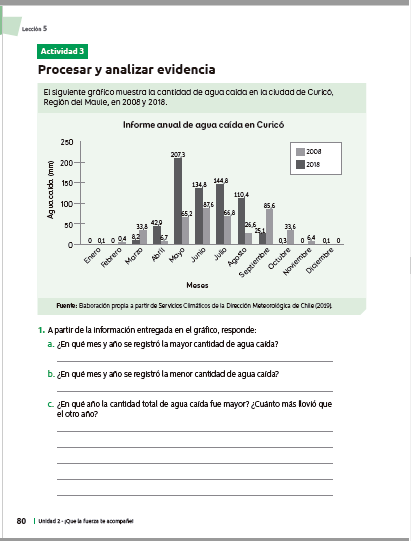 Lección 5
Actividad 3
Procesar y analizar evidencia
El siguiente gráfico muestra la cantidad de agua caída en la ciudad de Curicó,
Región del Maule, en 2008 y 2018.
Informe anual de agua caída en Curicó
Agua caída (mm)
250
200
150
100
50
0
2008
2018
0 0,1
0 0,4
8,2 33,8
42,9 6,7
207,3 65,2
134,8 87,6
144,8 66,8
110,4 26,6
25,1 85,6
0,3 33,6
0 6,4
0,1 0
Enero
Febrero
Marzo
Abril
Mayo
Junio
Julio
Agosto
Septiembre
Octubre
Noviembre
Diciembre
Meses
Fuente: Elaboración propia a partir de Servicios Climáticos de la Dirección Meteorológica de Chile (2019).
1. A partir de la información entregada en el gráfico, responde:
a. ¿En qué mes y año se registró la mayor cantidad de agua caída?
b. ¿En qué mes y año se registró la menor cantidad de agua caída?
c. ¿En qué año la cantidad total de agua caída fue mayor? ¿Cuánto más llovió que
el otro año?
80 Unidad 2 - ¡Que la fuerza te acompañe!